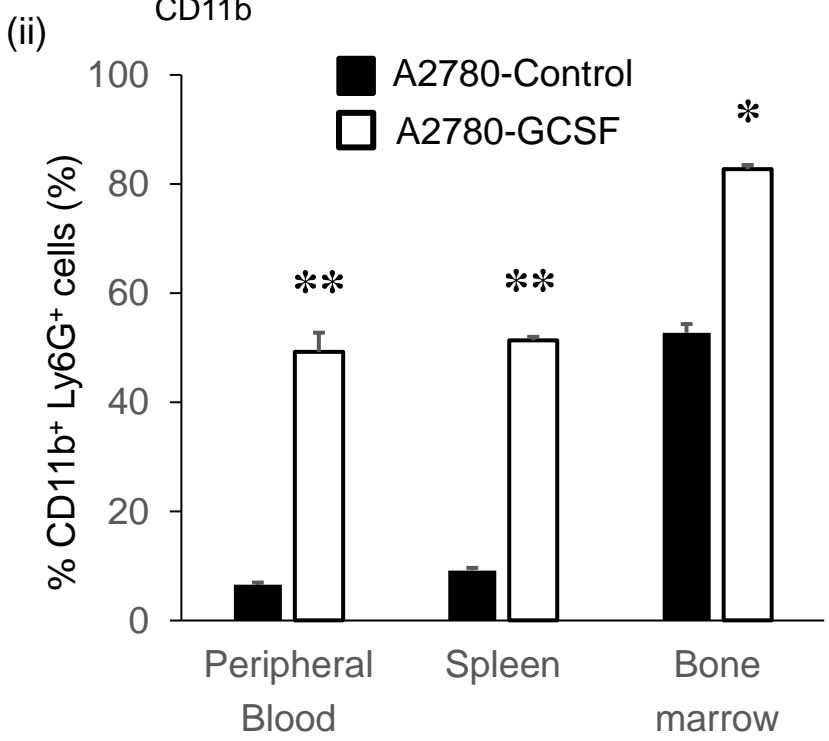 CD11b
(ii)
100
A2780-Control
A2780-GCSF
*
80
60
**
**
40
20
0
% CD11b⁺ Ly6G⁺ cells (%)
Peripheral
Blood
Spleen
Bone
marrow